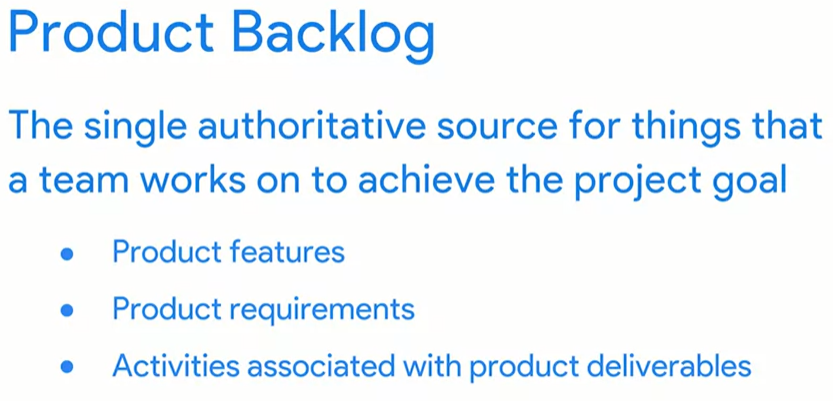 Product Backlog
The single authoritative source for things that
a team works on to achieve the project goal
● Product features
● Product requirements
● Activities associated with product deliverables